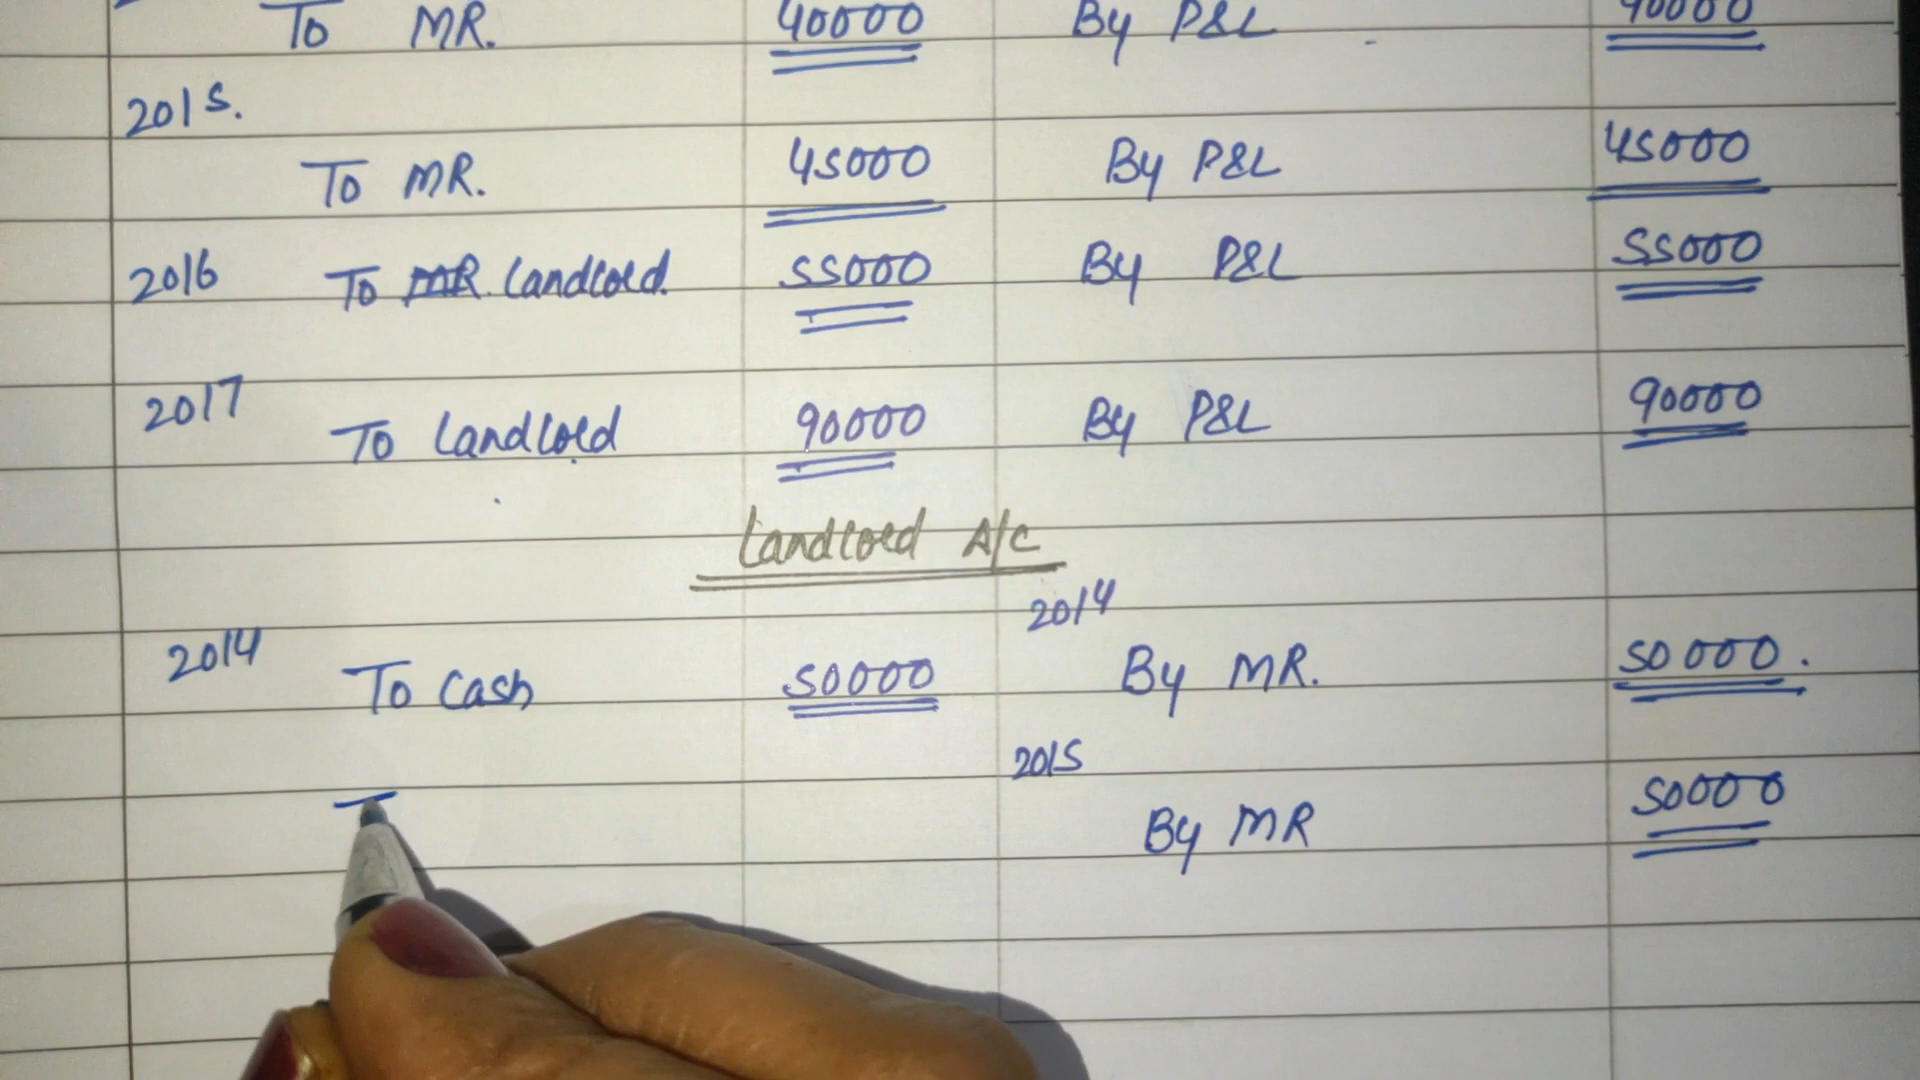 To MR. 40000 By P&L 40000
2015.
To MR. 45000 By P&L 45000
2016 To MR. Landlord. 55000 By P&L 55000
2017 To Landlord 90000 By P&L 90000
Landlord A/c
2014 To Cash 50000 2014 By MR. 50000.
2015
By MR 50000